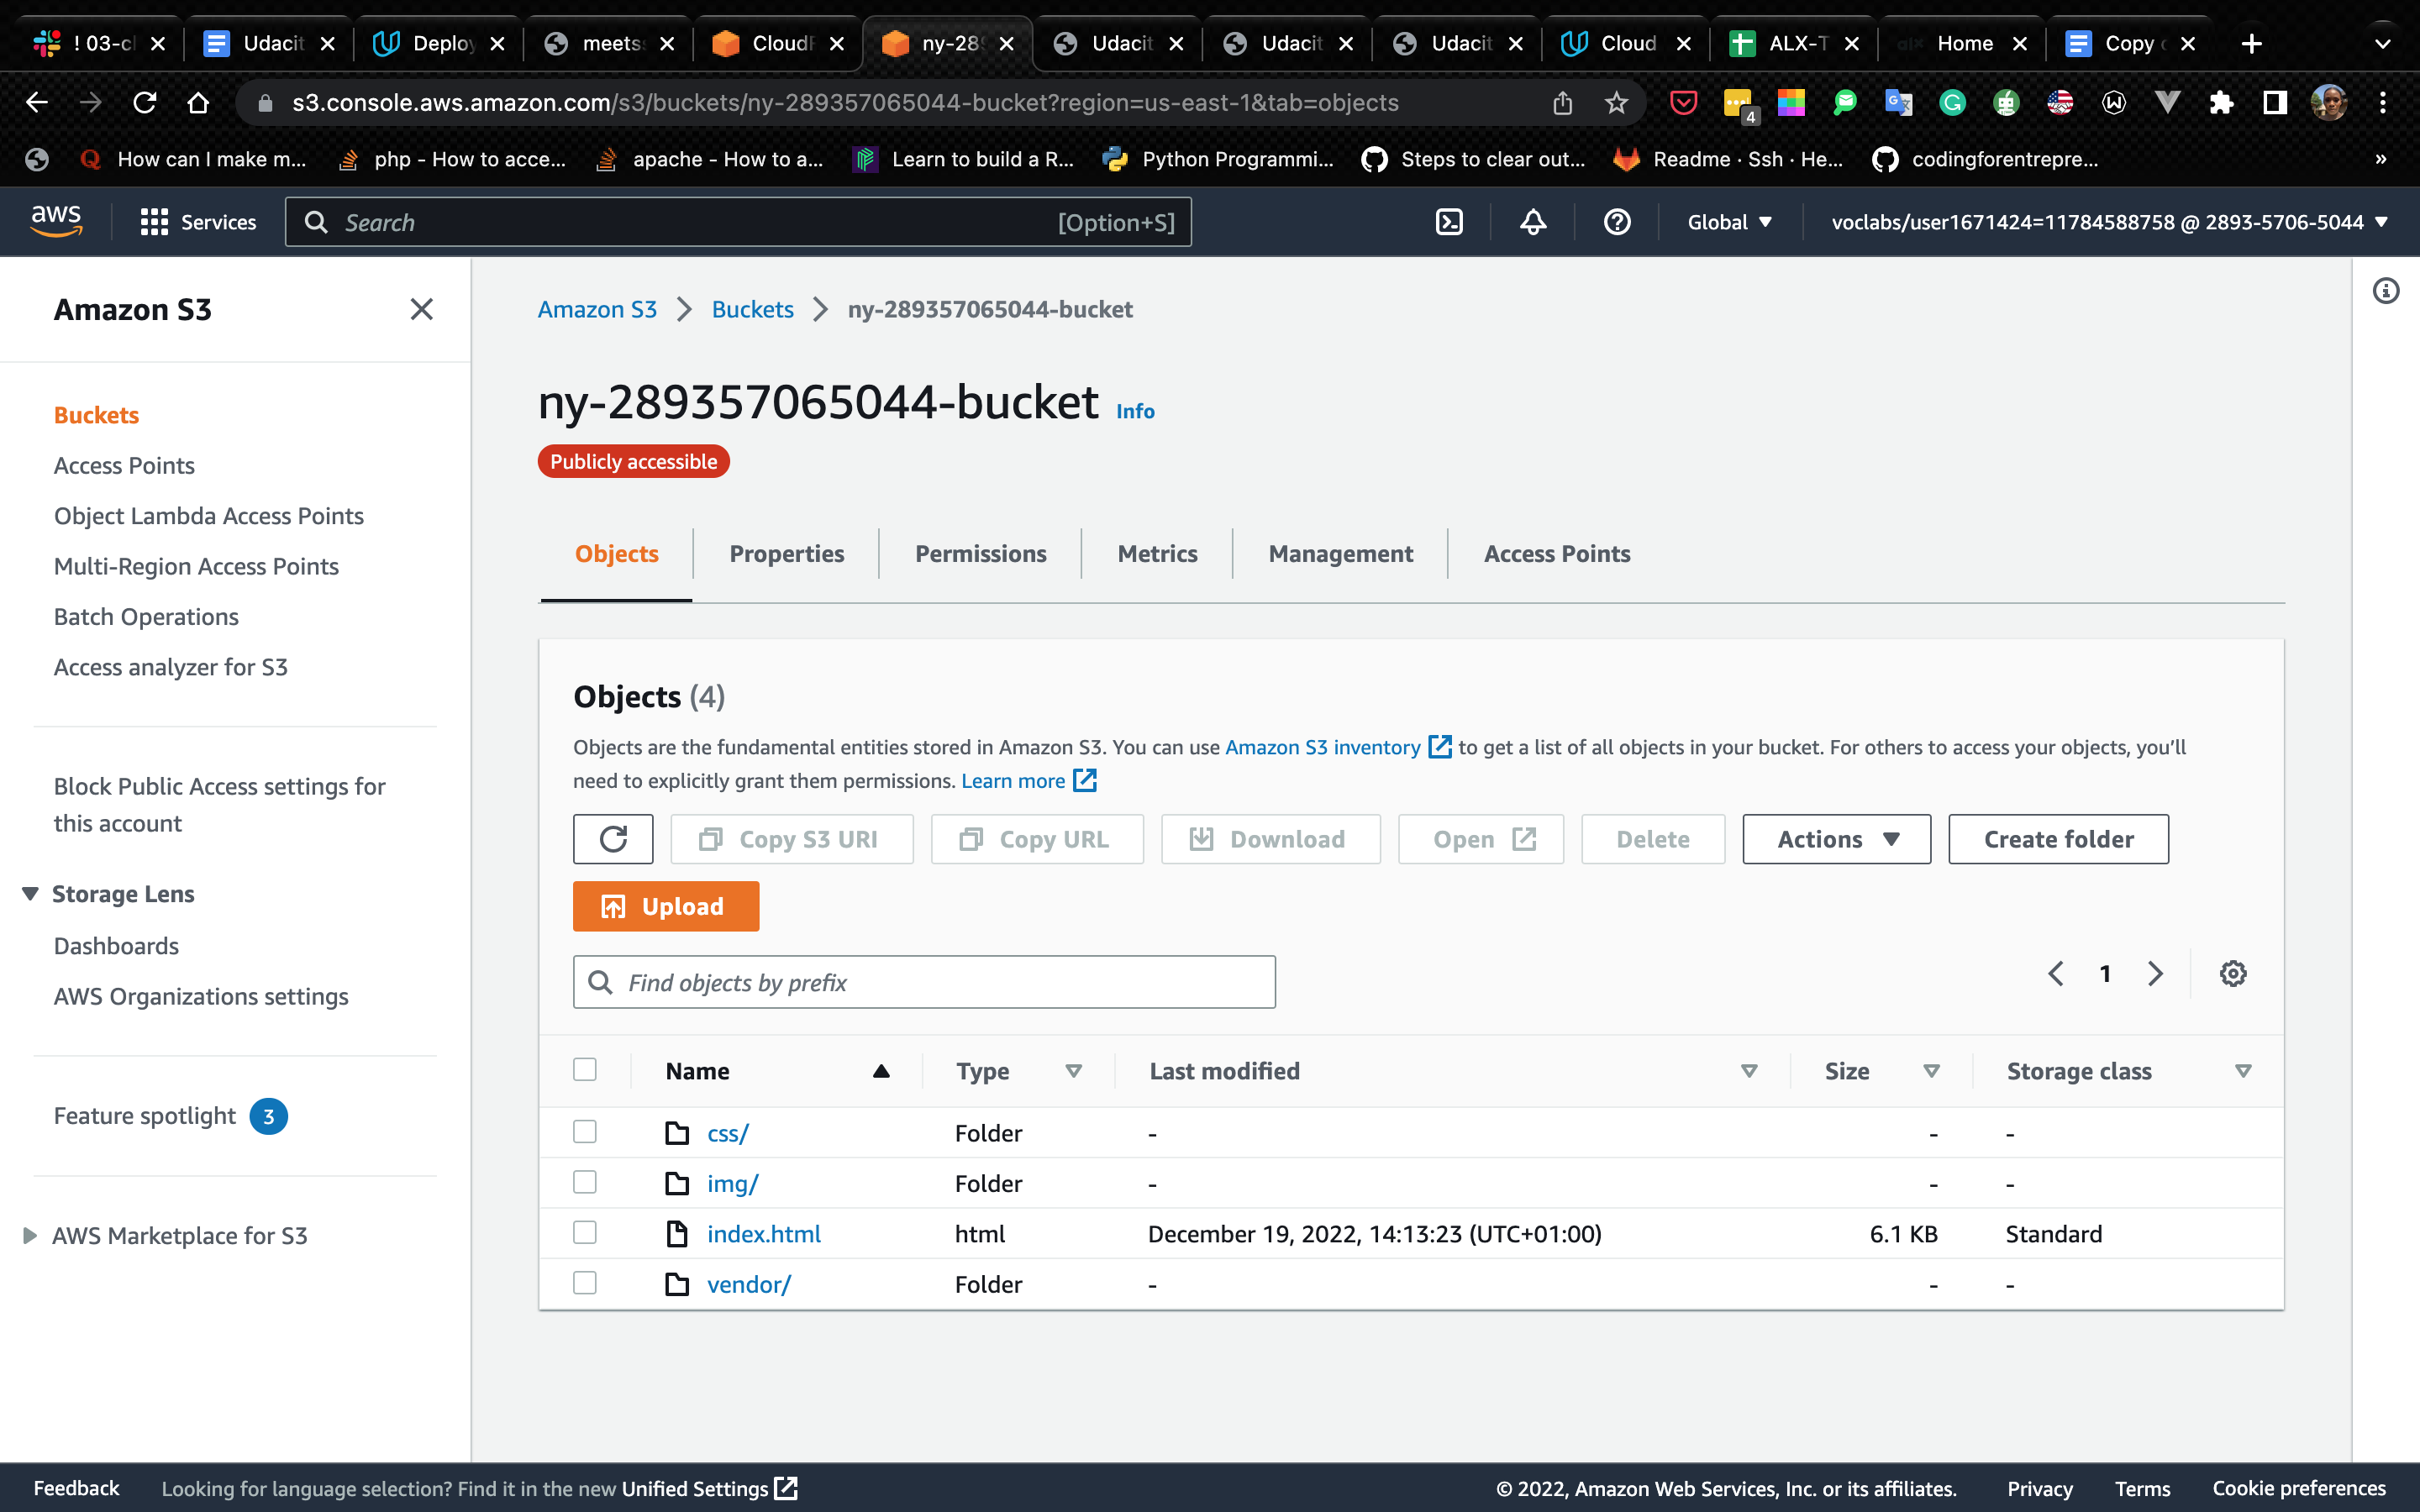 ! 03-cl
Udacit
Deploy
meetss
CloudF
ny-289
Udacit
Udacit
Udacit
Cloud
ALX-T
Home
Copy
s3.console.aws.amazon.com/s3/buckets/ny-289357065044-bucket?region=us-east-1&tab=objects
4
How can I make m...
php - How to acce...
apache - How to a...
Learn to build a R...
Python Programmi...
Steps to clear out...
Readme · Ssh · He...
codingforentrepre...
»
aws
Services
Search
[Option+S]
Global
voclabs/user1671424=11784588758 @ 2893-5706-5044
Amazon S3
Buckets
Access Points
Object Lambda Access Points
Multi-Region Access Points
Batch Operations
Access analyzer for S3
Block Public Access settings for
this account
Storage Lens
Dashboards
AWS Organizations settings
Feature spotlight 3
AWS Marketplace for S3
Amazon S3 > Buckets > ny-289357065044-bucket
ny-289357065044-bucket Info
Publicly accessible
Objects
Properties
Permissions
Metrics
Management
Access Points
Objects (4)
Objects are the fundamental entities stored in Amazon S3. You can use Amazon S3 inventory to get a list of all objects in your bucket. For others to access your objects, you’ll
need to explicitly grant them permissions. Learn more
Copy S3 URI
Copy URL
Download
Open
Delete
Actions
Create folder
Upload
Find objects by prefix
1
Name Type Last modified Size Storage class
css/ Folder - - -
img/ Folder - - -
index.html html December 19, 2022, 14:13:23 (UTC+01:00) 6.1 KB Standard
vendor/ Folder - - -
Feedback
Looking for language selection? Find it in the new Unified Settings
© 2022, Amazon Web Services, Inc. or its affiliates.
Privacy
Terms
Cookie preferences